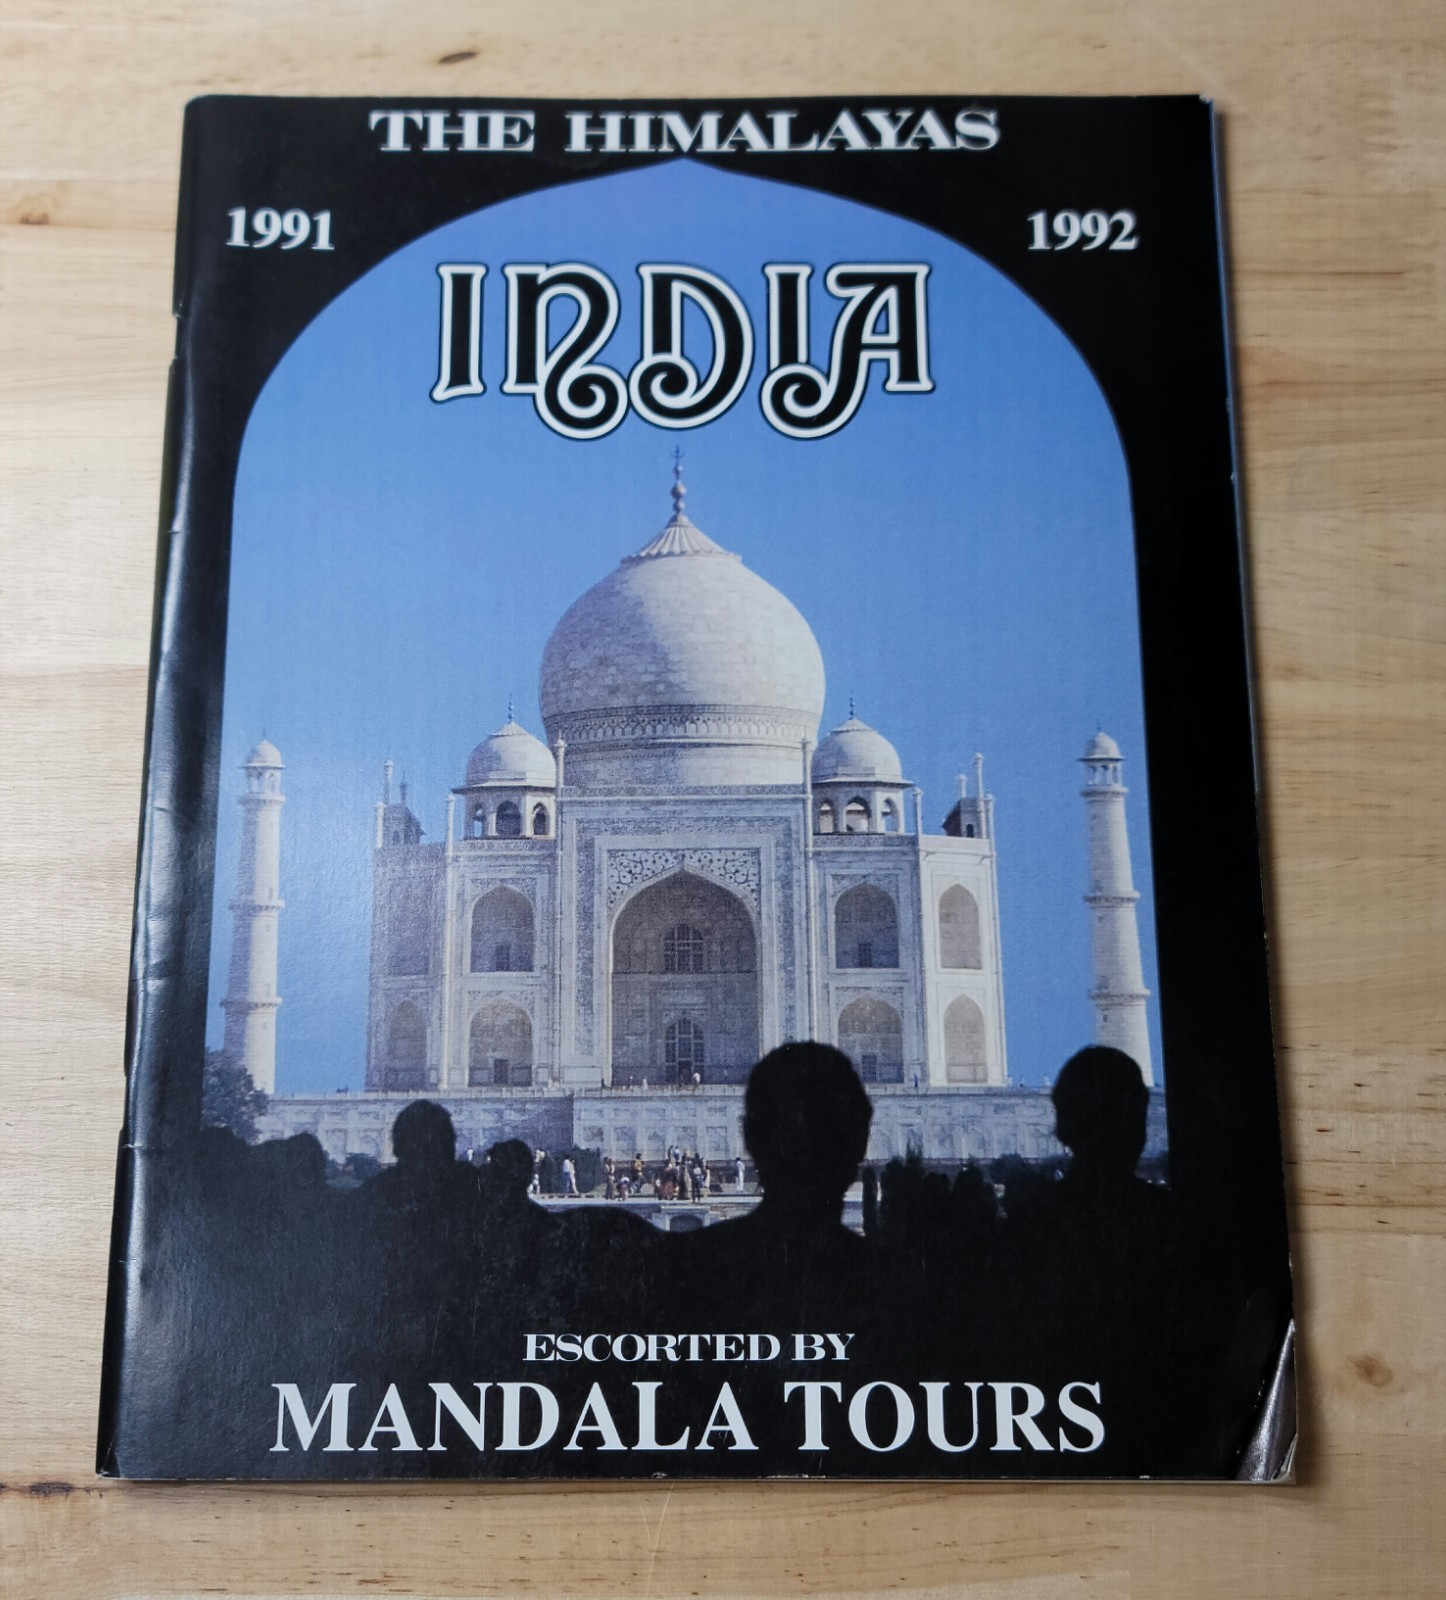 THE HIMALAYAS
1991 1992
INDIA
ESCORTED BY
MANDALA TOURS